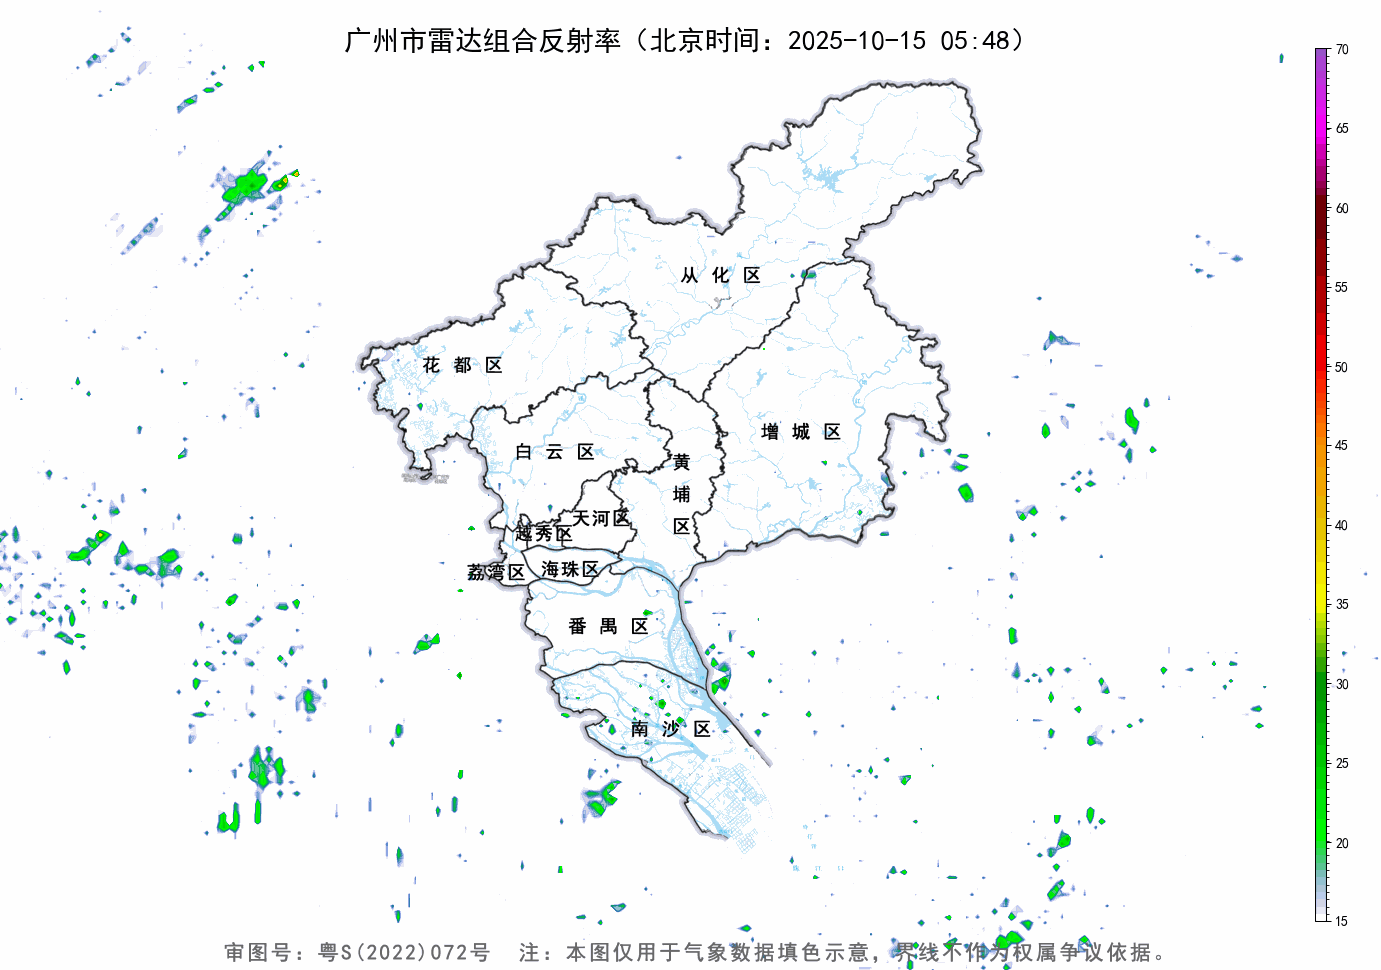 广州市雷达组合反射率（北京时间：2025-10-15 05:48）
70
65
60
55
50
45
40
35
30
25
20
15
从化区
花都区
增城区
白云区
黄埔区
天河区
越秀区
荔湾区
海珠区
番禺区
南沙区
审图号：粤S(2022)072号 注：本图仅用于气象数据填色示意，界线不作为权属争议依据。